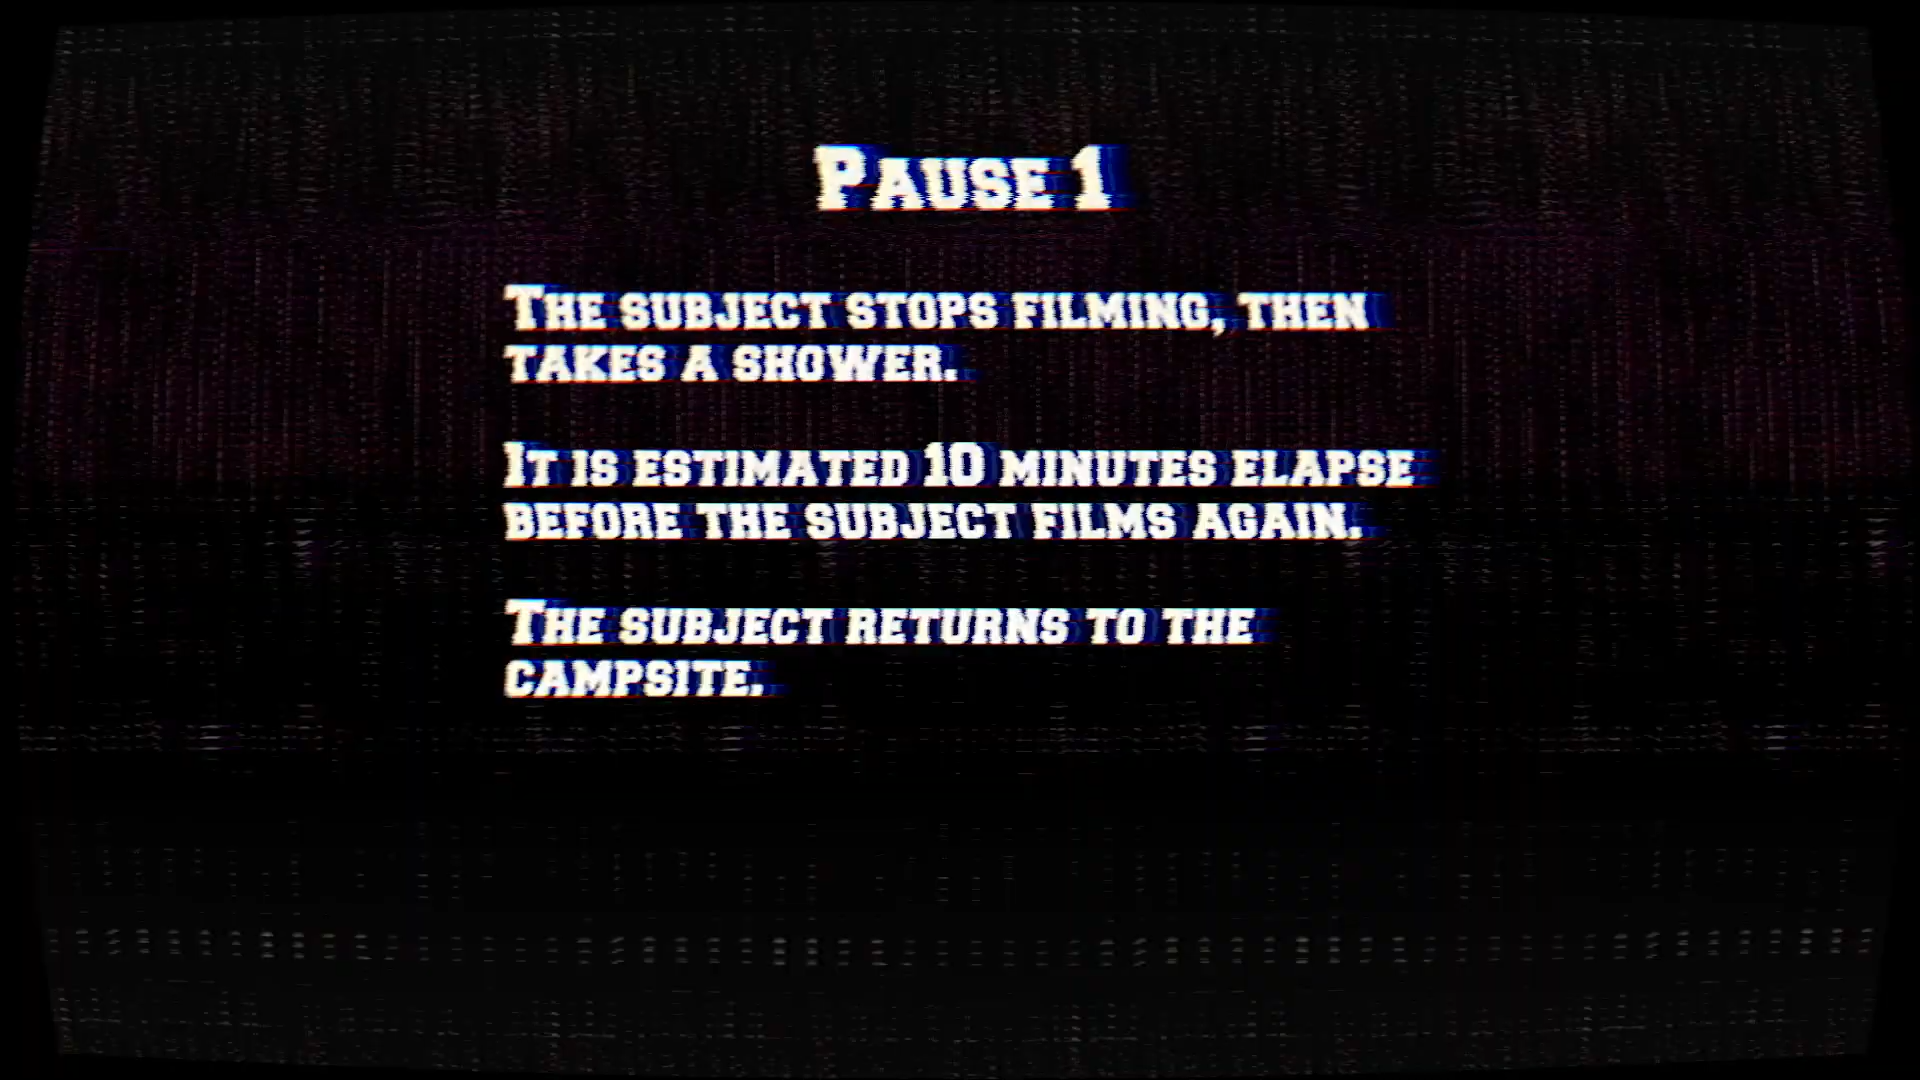 Pause 1
The subject stops filming, then
takes a shower.
It is estimated 10 minutes elapse
before the subject films again.
The subject returns to the
campsite.